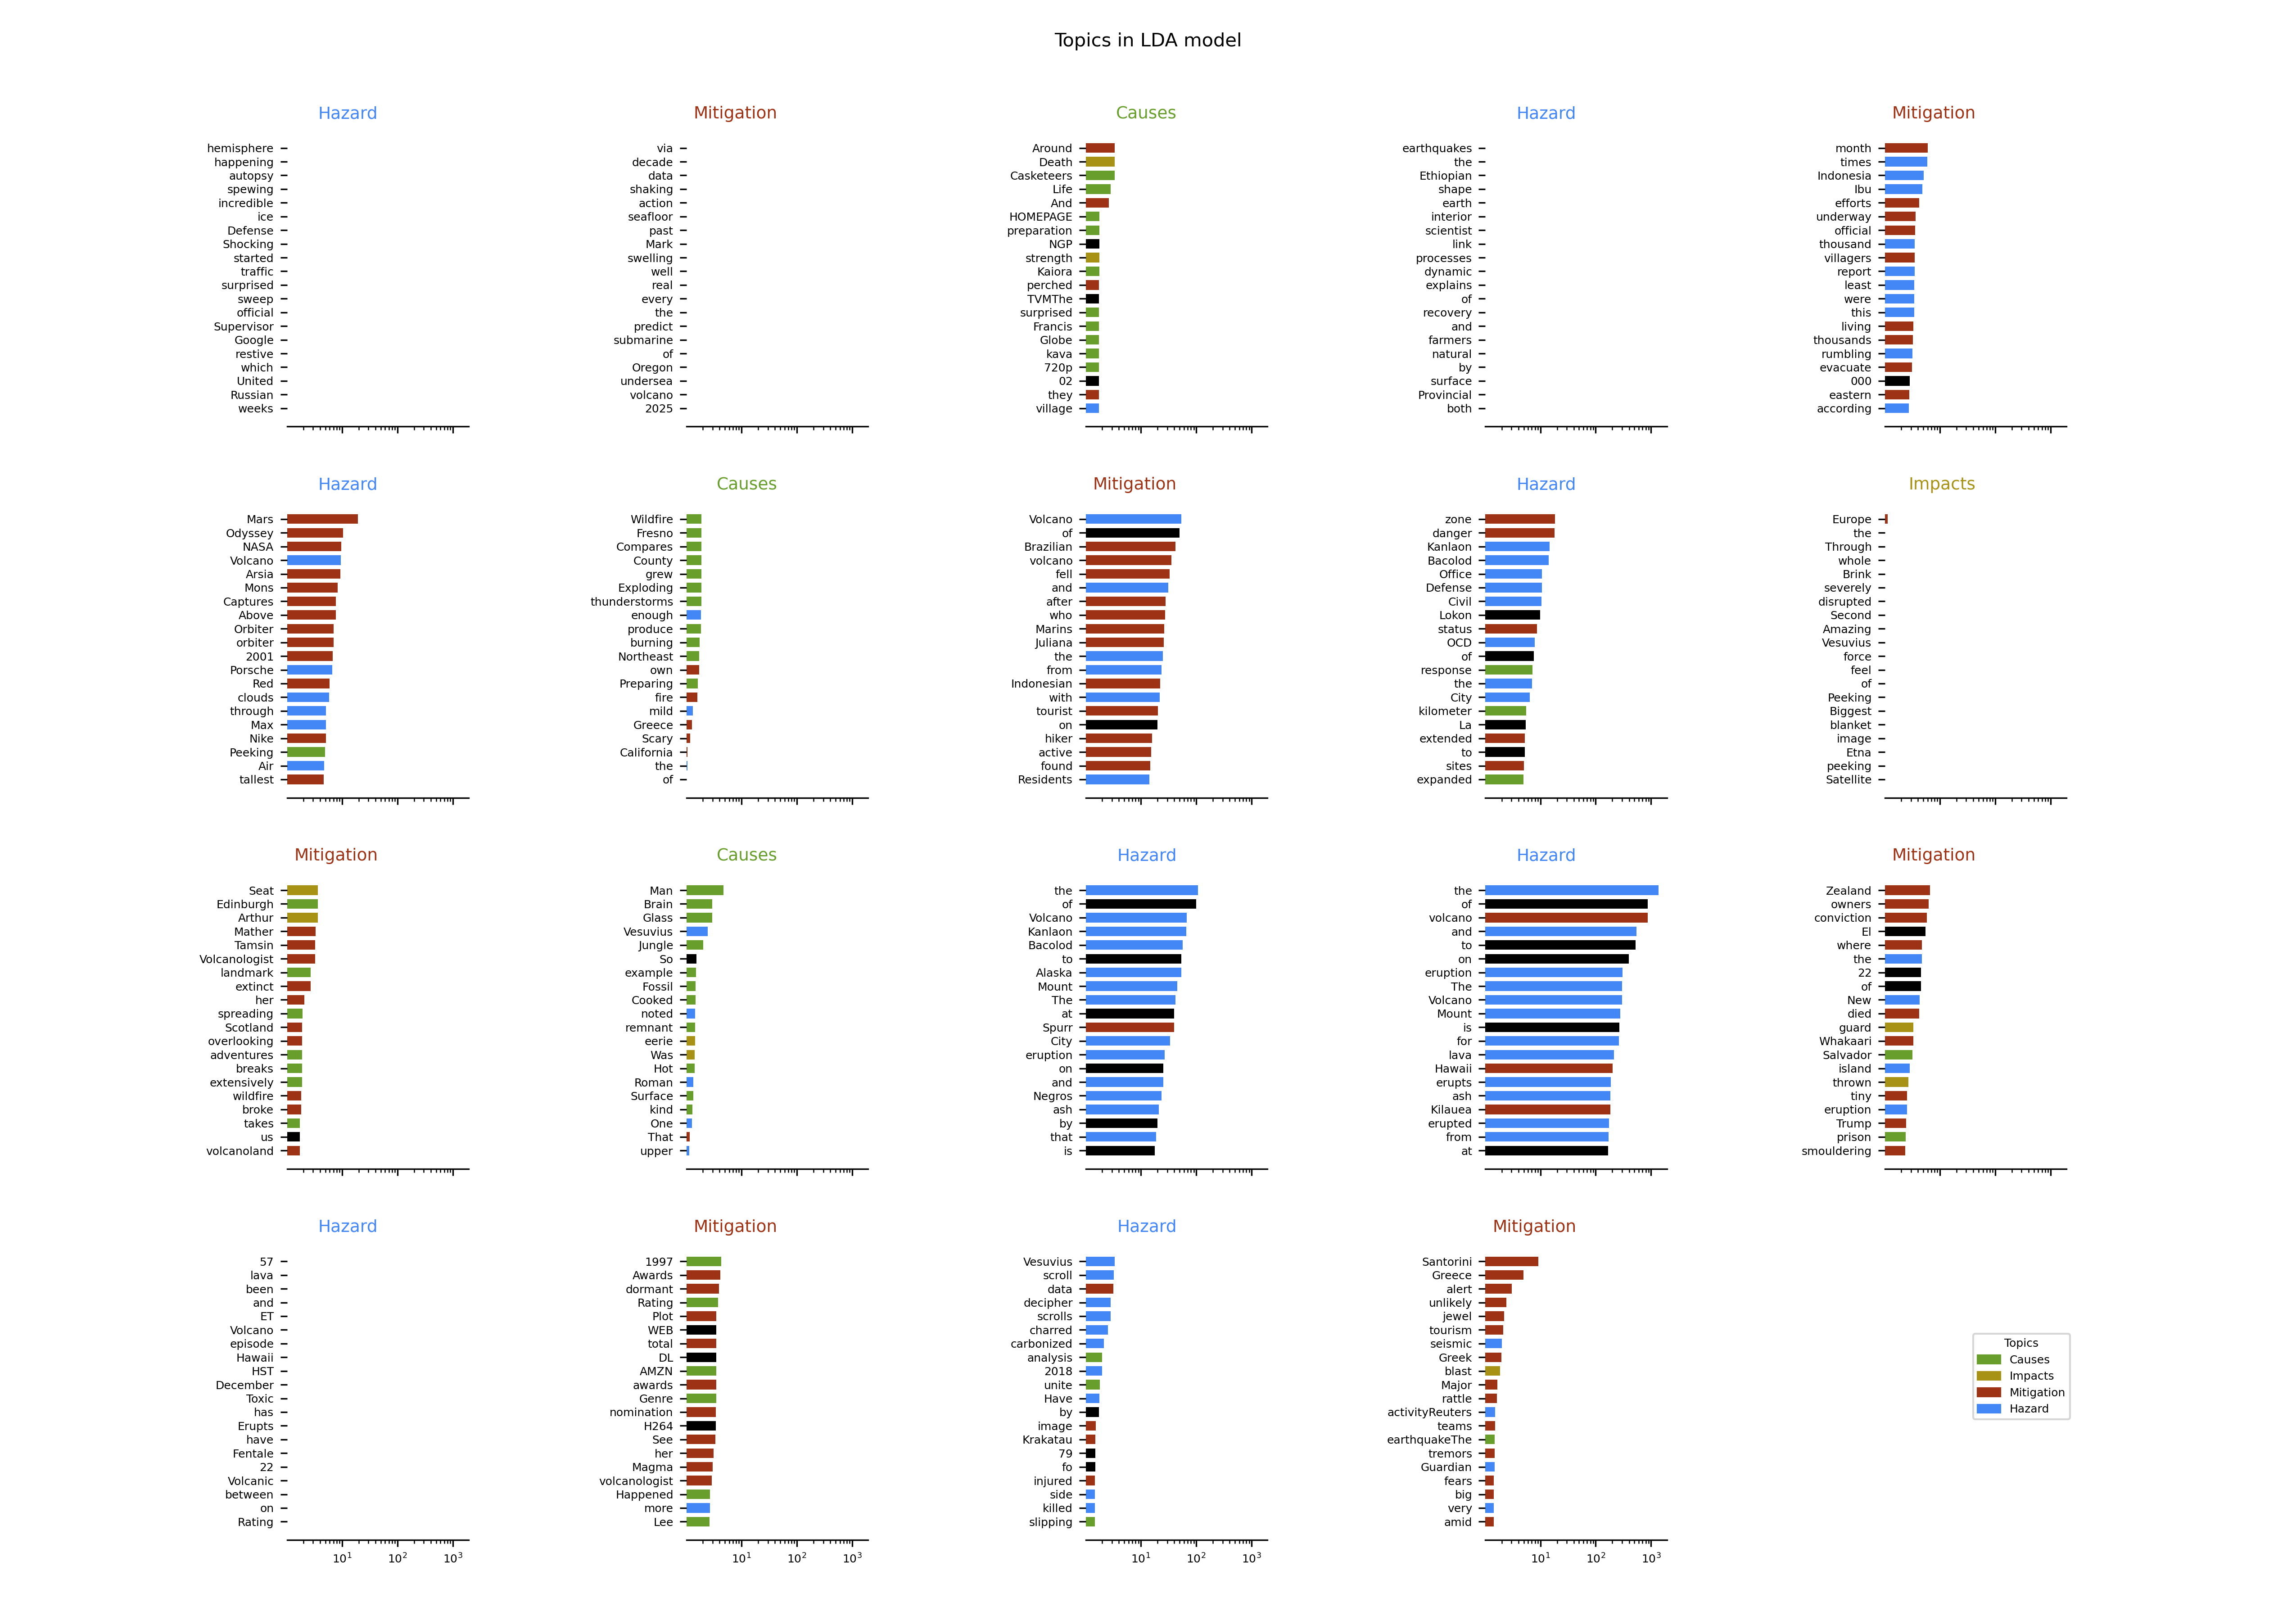 Topics in LDA model
Hazard
hemisphere
happening
autopsy
spewing
incredible
ice
Defense
Shocking
started
traffic
surprised
sweep
official
Supervisor
Google
restive
which
United
Russian
weeks
Mitigation
via
decade
data
shaking
action
seafloor
past
Mark
swelling
well
real
every
the
predict
submarine
of
Oregon
undersea
volcano
2025
Causes
Around
Death
Casketeers
Life
And
HOMEPAGE
preparation
NGP
strength
Kaiora
perched
TVMThe
surprised
Francis
Globe
kava
720p
02
they
village
Hazard
earthquakes
the
Ethiopian
shape
earth
interior
scientist
link
processes
dynamic
explains
of
recovery
and
farmers
natural
by
surface
Provincial
both
Mitigation
month
times
Indonesia
Ibu
efforts
underway
official
thousand
villagers
report
least
were
this
living
thousands
rumbling
evacuate
000
eastern
according
Hazard
Mars
Odyssey
NASA
Volcano
Arsia
Mons
Captures
Above
Orbiter
orbiter
2001
Porsche
Red
clouds
through
Max
Nike
Peeking
Air
tallest
Causes
Wildfire
Fresno
Compares
County
grew
Exploding
thunderstorms
enough
produce
burning
Northeast
own
Preparing
fire
mild
Greece
Scary
California
the
of
Mitigation
Volcano
of
Brazilian
volcano
fell
and
after
who
Marins
Juliana
the
from
Indonesian
with
tourist
on
hiker
active
found
Residents
Hazard
zone
danger
Kanlaon
Bacolod
Office
Defense
Civil
Lokon
status
OCD
of
response
the
City
kilometer
La
extended
to
sites
expanded
Impacts
Europe
the
Through
whole
Brink
severely
disrupted
Second
Amazing
Vesuvius
force
feel
of
Peeking
Biggest
blanket
image
Etna
peeking
Satellite
Mitigation
Seat
Edinburgh
Arthur
Mather
Tamsin
Volcanologist
landmark
extinct
her
spreading
Scotland
overlooking
adventures
breaks
extensively
wildfire
broke
takes
us
volcanoland
Causes
Man
Brain
Glass
Vesuvius
Jungle
So
example
Fossil
Cooked
noted
remnant
eerie
Was
Hot
Roman
Surface
kind
One
That
upper
Hazard
the
of
Volcano
Kanlaon
Bacolod
to
Alaska
Mount
The
at
Spurr
City
eruption
on
and
Negros
ash
by
that
is
Hazard
the
of
volcano
and
to
on
eruption
The
Volcano
Mount
is
for
lava
Hawaii
erupts
ash
Kilauea
erupted
from
at
Mitigation
Zealand
owners
conviction
El
where
the
22
of
New
died
guard
Whakaari
Salvador
island
thrown
tiny
eruption
Trump
prison
smouldering
Hazard
57
lava
been
and
ET
Volcano
episode
Hawaii
HST
December
Toxic
has
Erupts
have
Fentale
22
Volcanic
between
on
Rating
10¹ 10² 10³
Mitigation
1997
Awards
dormant
Rating
Plot
WEB
total
DL
AMZN
awards
Genre
nomination
H264
See
her
Magma
volcanologist
Happened
more
Lee
10¹ 10² 10³
Hazard
Vesuvius
scroll
data
decipher
scrolls
charred
carbonized
analysis
2018
unite
Have
by
image
Krakatau
79
fo
injured
side
killed
slipping
10¹ 10² 10³
Mitigation
Santorini
Greece
alert
unlikely
jewel
tourism
seismic
Greek
blast
Major
rattle
activityReuters
teams
earthquakeThe
tremors
Guardian
fears
big
very
amid
10¹ 10² 10³
Topics
Causes
Impacts
Mitigation
Hazard